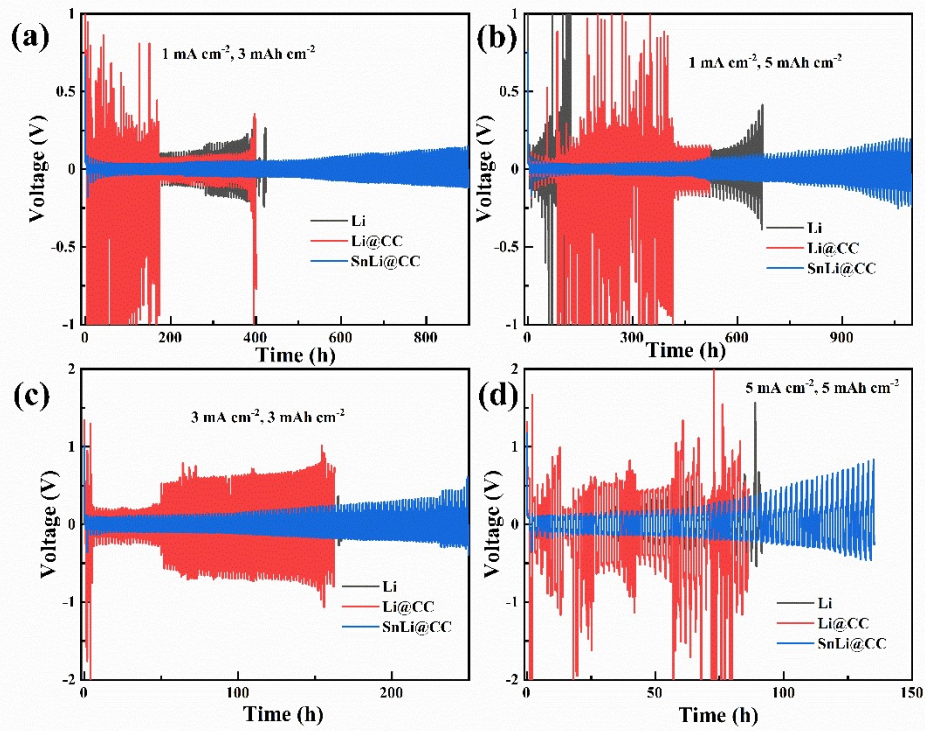 (a)
1 mA cm⁻², 3 mAh cm⁻²
1
0.5
0
-0.5
-1
Voltage (V)
Li
Li@CC
SnLi@CC
0
200
400
600
800
Time (h)
(b)
1 mA cm⁻², 5 mAh cm⁻²
1
0.5
0
-0.5
-1
Voltage (V)
Li
Li@CC
SnLi@CC
0
300
600
900
Time (h)
(c)
3 mA cm⁻², 3 mAh cm⁻²
2
1
0
-1
-2
Voltage (V)
Li
Li@CC
SnLi@CC
0
100
200
Time (h)
(d)
5 mA cm⁻², 5 mAh cm⁻²
2
1
0
-1
-2
Voltage (V)
Li
Li@CC
SnLi@CC
0
50
100
150
Time (h)